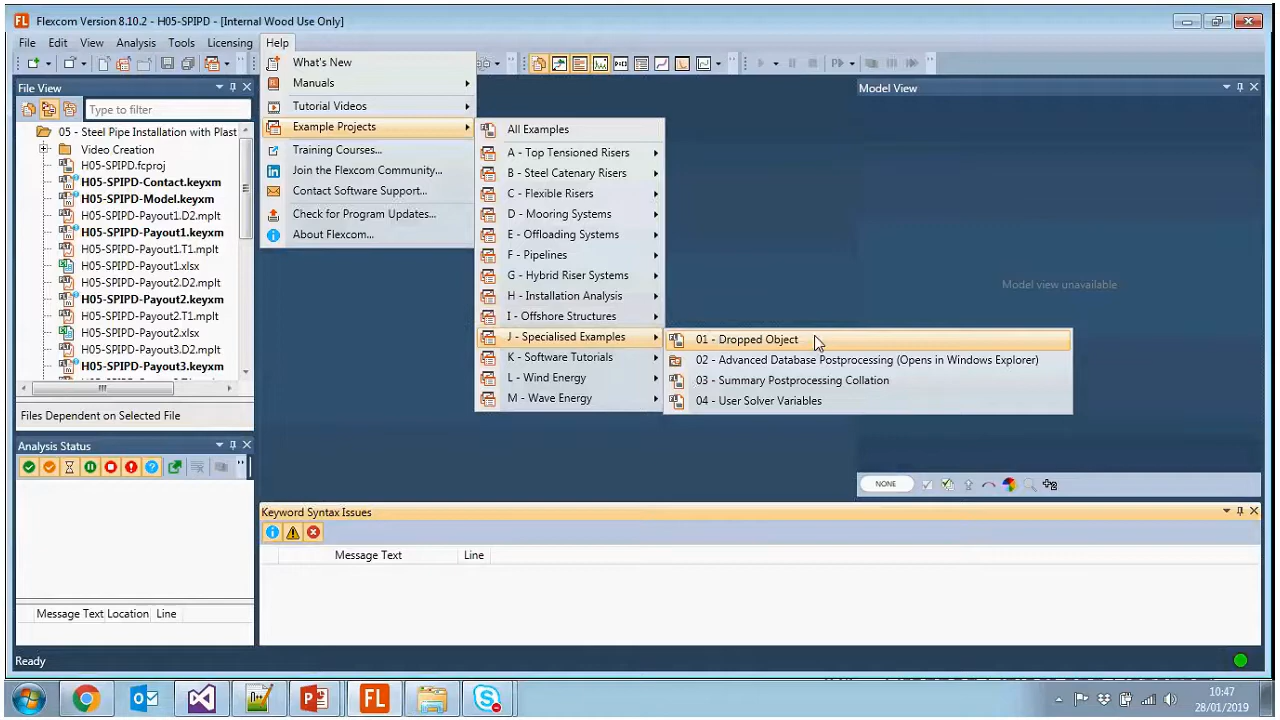 Flexcom Version 8.10.2 - H05-SPIPD - [Internal Wood Use Only]
File Edit View Analysis Tools Licensing Help
What's New
Manuals
Tutorial Videos
Example Projects
Training Courses...
Join the Flexcom Community...
Contact Software Support...
Check for Program Updates...
About Flexcom...
All Examples
A - Top Tensioned Risers
B - Steel Catenary Risers
C - Flexible Risers
D - Mooring Systems
E - Offloading Systems
F - Pipelines
G - Hybrid Riser Systems
H - Installation Analysis
I - Offshore Structures
J - Specialised Examples
K - Software Tutorials
L - Wind Energy
M - Wave Energy
01 - Dropped Object
02 - Advanced Database Postprocessing (Opens in Windows Explorer)
03 - Summary Postprocessing Collation
04 - User Solver Variables
File View
Type to filter
05 - Steel Pipe Installation with Plast
Video Creation
H05-SPIPD.fcproj
H05-SPIPD-Contact.keyxm
H05-SPIPD-Model.keyxm
H05-SPIPD-Payout1.D2.mplt
H05-SPIPD-Payout1.keyxm
H05-SPIPD-Payout1.T1.mplt
H05-SPIPD-Payout1.xlsx
H05-SPIPD-Payout2.D2.mplt
H05-SPIPD-Payout2.keyxm
H05-SPIPD-Payout2.T1.mplt
H05-SPIPD-Payout2.xlsx
H05-SPIPD-Payout3.D2.mplt
H05-SPIPD-Payout3.keyxm
Files Dependent on Selected File
Analysis Status
Message Text Location Line
Model View
Model view unavailable
NONE
Keyword Syntax Issues
Message Text Line
Ready
10:47
28/01/2019